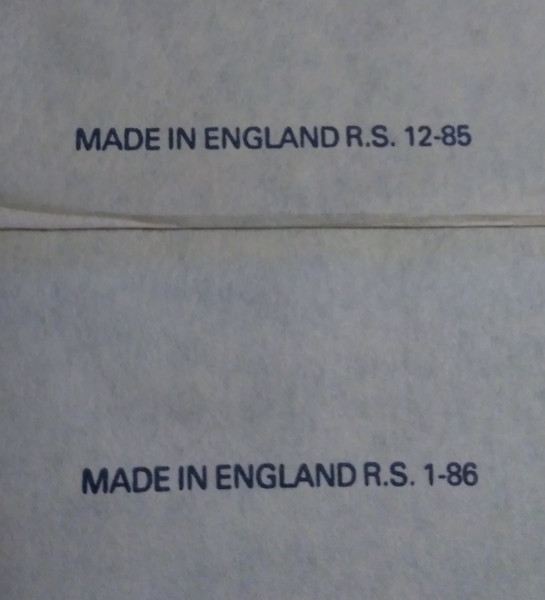 MADE IN ENGLAND R.S. 12-85
MADE IN ENGLAND R.S. 1-86